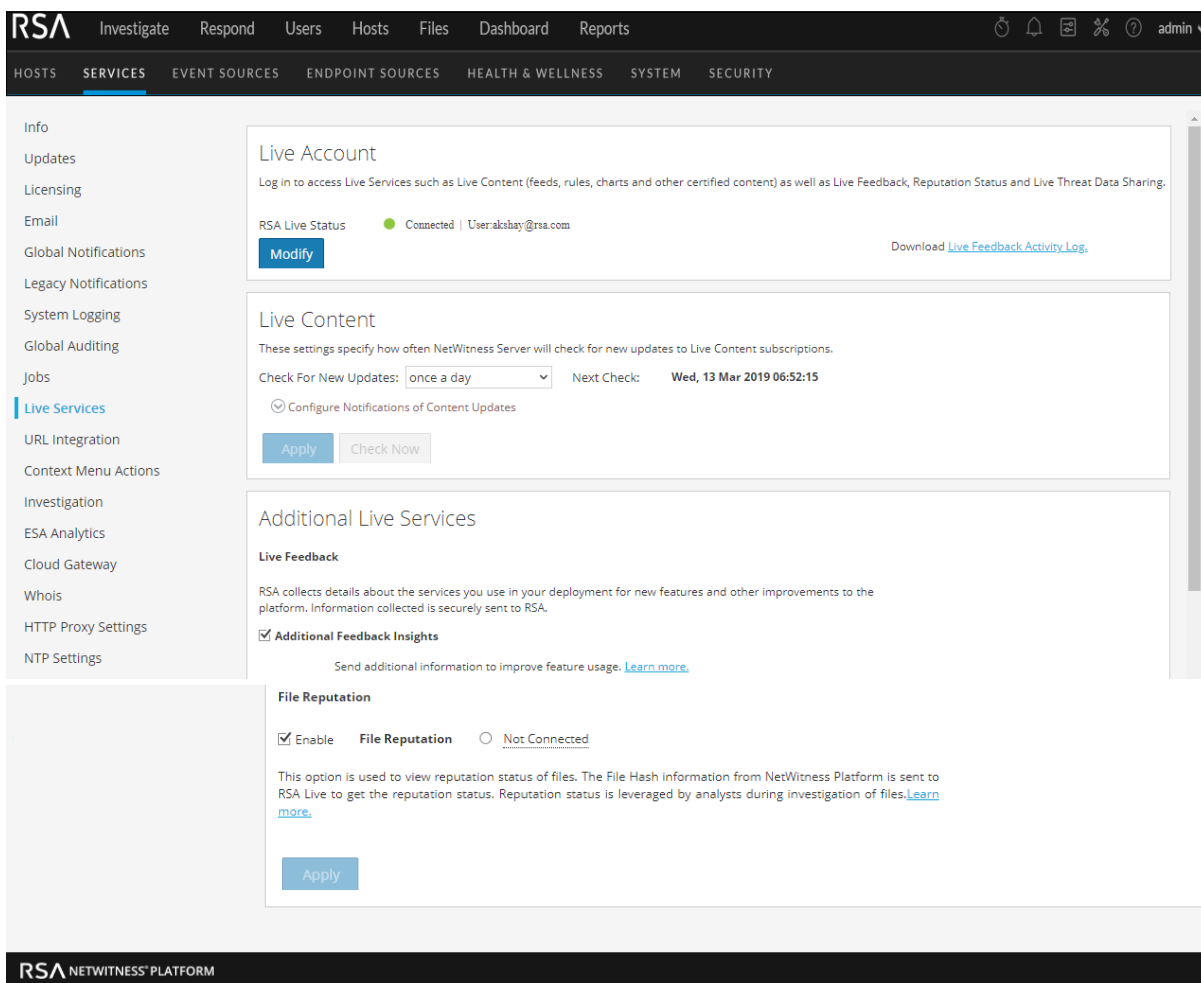 RSA Investigate Respond Users Hosts Files Dashboard Reports admin
HOSTS SERVICES EVENT SOURCES ENDPOINT SOURCES HEALTH & WELLNESS SYSTEM SECURITY
Info
Updates
Licensing
Email
Global Notifications
Legacy Notifications
System Logging
Global Auditing
Jobs
Live Services
URL Integration
Context Menu Actions
Investigation
ESA Analytics
Cloud Gateway
Whois
HTTP Proxy Settings
NTP Settings
Live Account
Log in to access Live Services such as Live Content (feeds, rules, charts and other certified content) as well as Live Feedback, Reputation Status and Live Threat Data Sharing.
RSA Live Status Connected | User:akshay@rsa.com
Modify
Download Live Feedback Activity Log.
Live Content
These settings specify how often NetWitness Server will check for new updates to Live Content subscriptions.
Check For New Updates: once a day Next Check: Wed, 13 Mar 2019 06:52:15
Configure Notifications of Content Updates
Apply Check Now
Additional Live Services
Live Feedback
RSA collects details about the services you use in your deployment for new features and other improvements to the
platform. Information collected is securely sent to RSA.
Additional Feedback Insights
Send additional information to improve feature usage. Learn more.
File Reputation
Enable File Reputation Not Connected
This option is used to view reputation status of files. The File Hash information from NetWitness Platform is sent to
RSA Live to get the reputation status. Reputation status is leveraged by analysts during investigation of files.Learn
more.
Apply
RSA NETWITNESS® PLATFORM